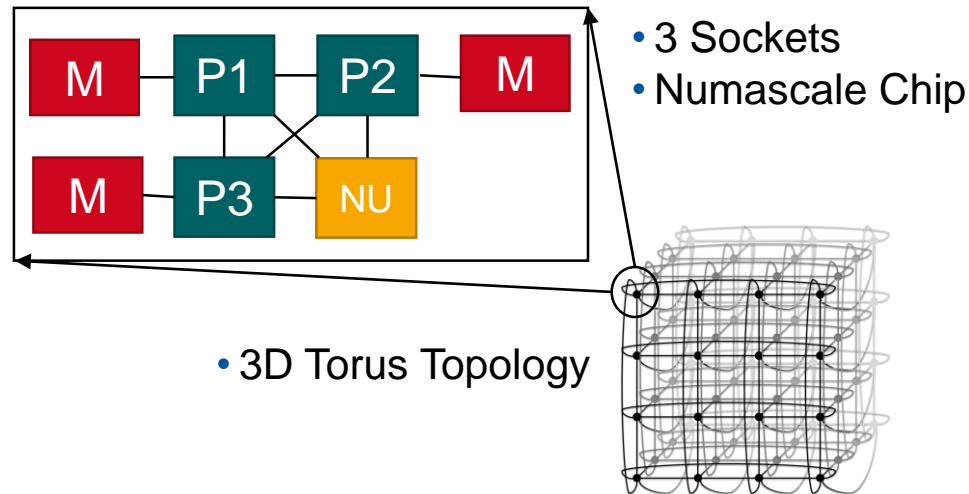 M P1 P2 M
M P3 NU
• 3 Sockets
• Numascale Chip
• 3D Torus Topology